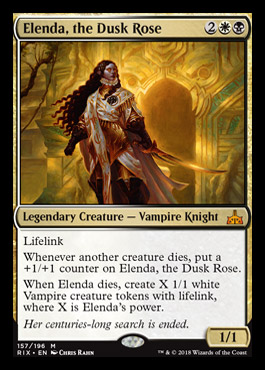 Elenda, the Dusk Rose 2
Legendary Creature — Vampire Knight
Lifelink
Whenever another creature dies, put a
+1/+1 counter on Elenda, the Dusk Rose.
When Elenda dies, create X 1/1 white
Vampire creature tokens with lifelink,
where X is Elenda's power.
Her centuries-long search is ended.
1/1
157/196 M
RIX • EN Chris Rahn ™ & © 2018 Wizards of the Coast